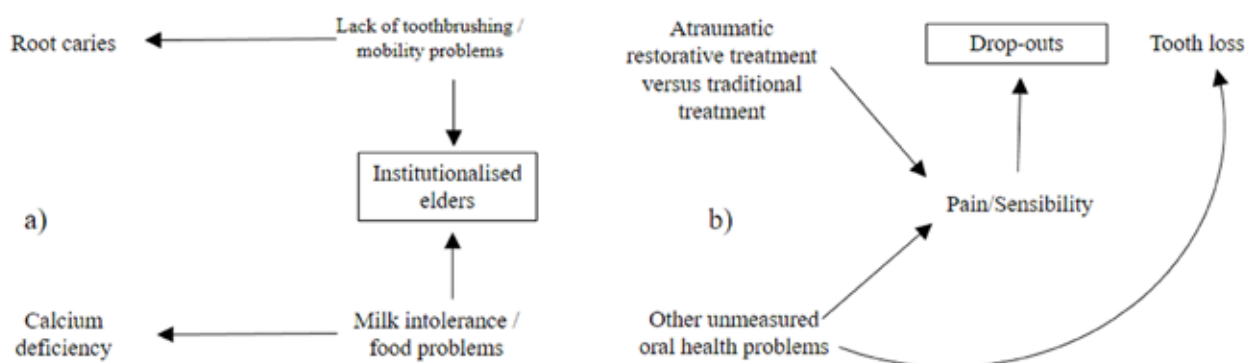 Root caries
Lack of toothbrushing /
mobility problems
Institutionalised
elders
a)
Calcium
deficiency
Milk intolerance /
food problems
Atraumatic
restorative treatment
versus traditional
treatment
Drop-outs
Tooth loss
Pain/Sensibility
b)
Other unmeasured
oral health problems